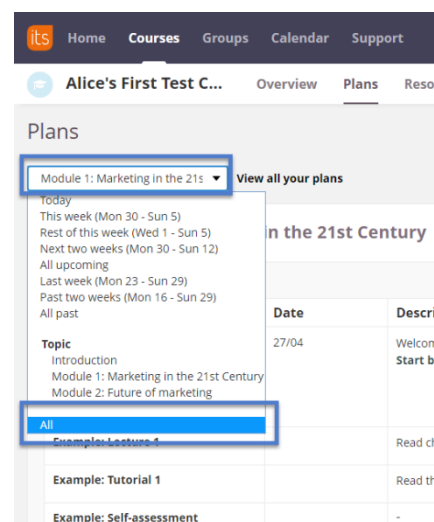 its Home Courses Groups Calendar Support
Alice's First Test C... Overview Plans Reso
Plans
Module 1: Marketing in the 21s View all your plans
Today
This week (Mon 30 - Sun 5)
Rest of this week (Wed 1 - Sun 5) in the 21st Century
Next two weeks (Mon 30 - Sun 12)
All upcoming
Last week (Mon 23 - Sun 29)
Past two weeks (Mon 16 - Sun 29)
All past Date Descri
Topic 27/04 Welcom
Introduction Start b
Module 1: Marketing in the 21st Century
Module 2: Future of marketing
All
Example: Lecture 1 Read ch
Example: Tutorial 1 Read th
Example: Self-assessment -